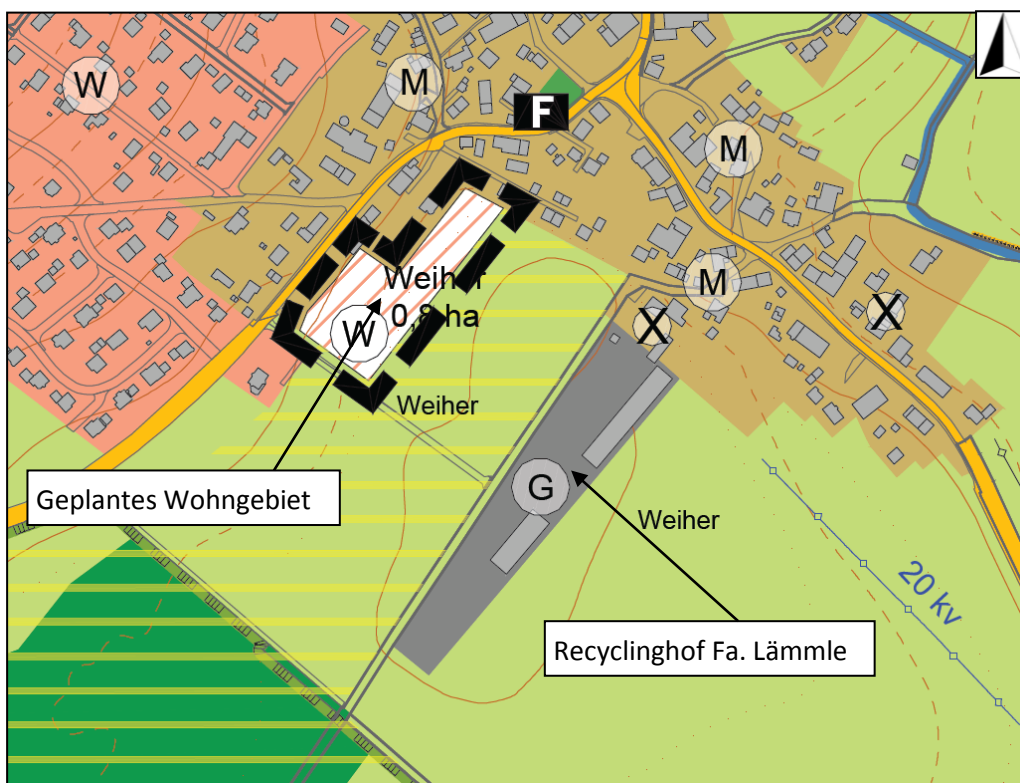 W
M
F
M
Weiher
0,8 ha
W
M
X
X
Weiher
Geplantes Wohngebiet
G
Weiher
20 kv
Recyclinghof Fa. Lämmle